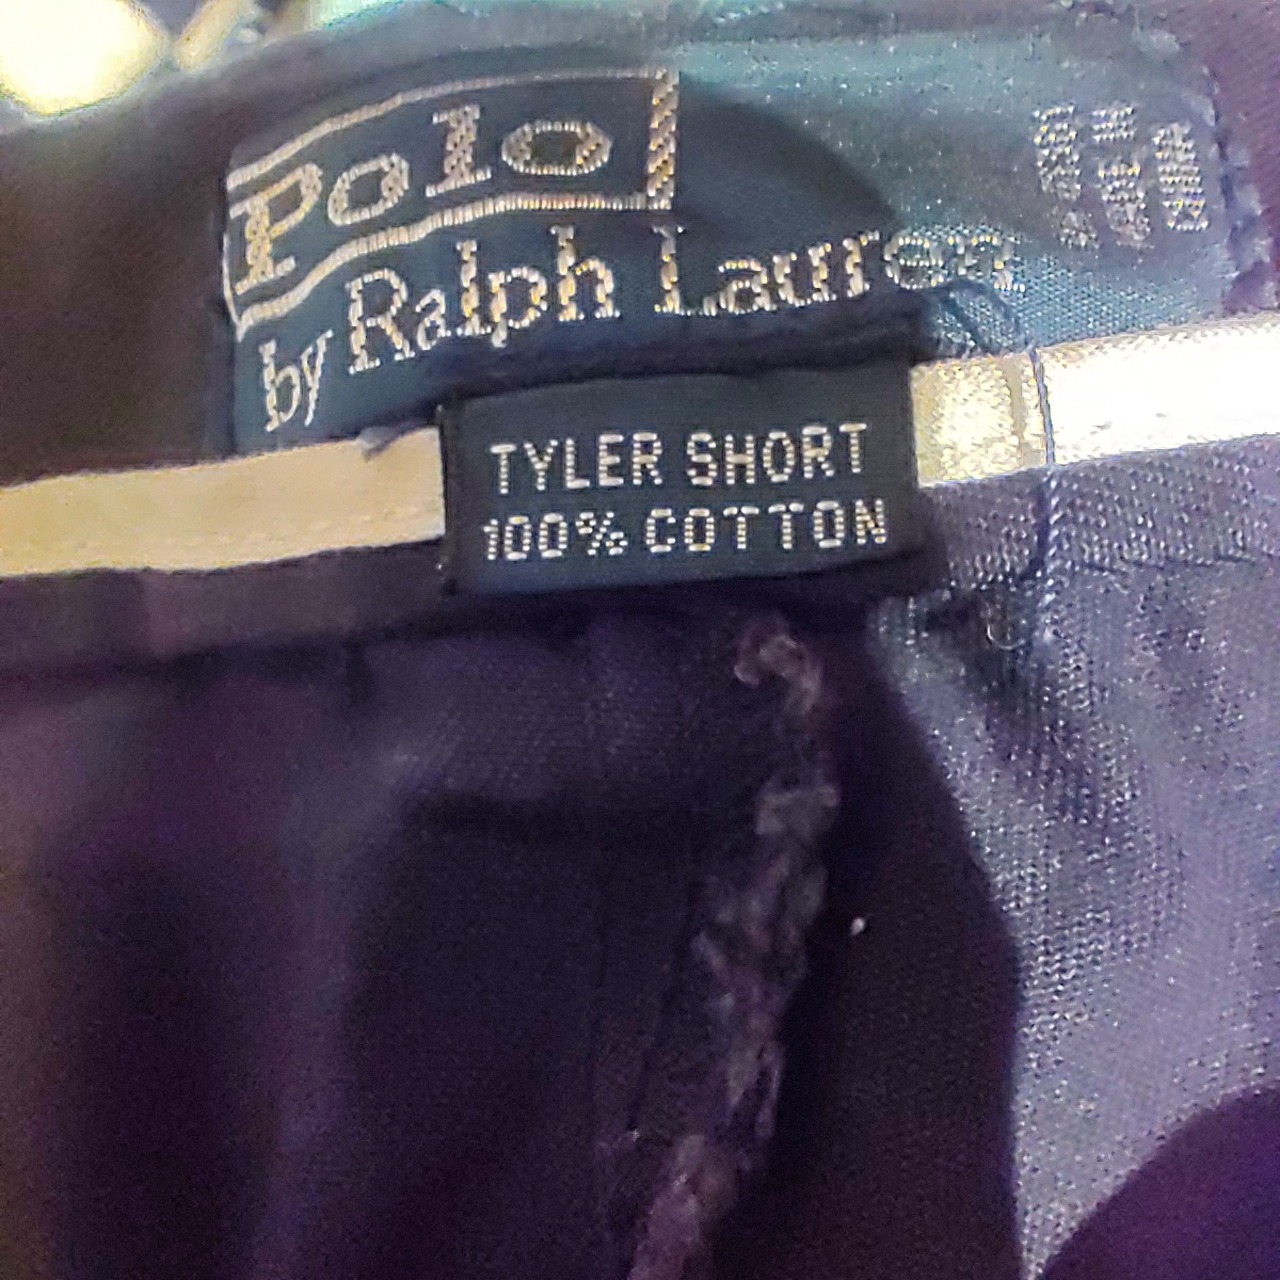 Polo
by Ralph Lauren
TYLER SHORT
100% COTTON